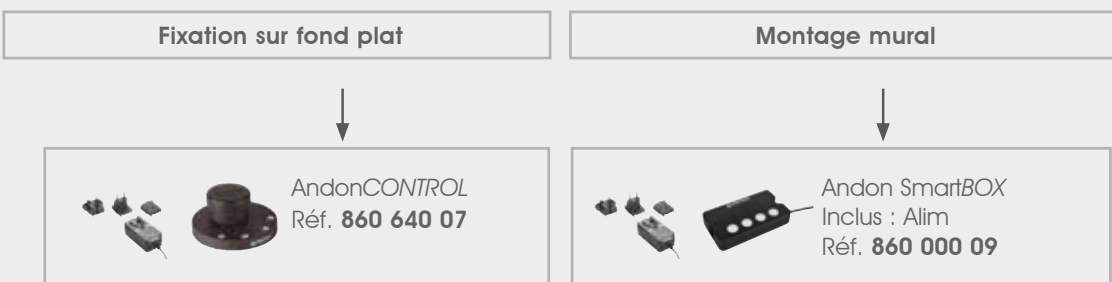 Fixation sur fond plat
Montage mural
AndonCONTROL
Réf. 860 640 07
Andon SmartBOX
Inclus : Alim
Réf. 860 000 09